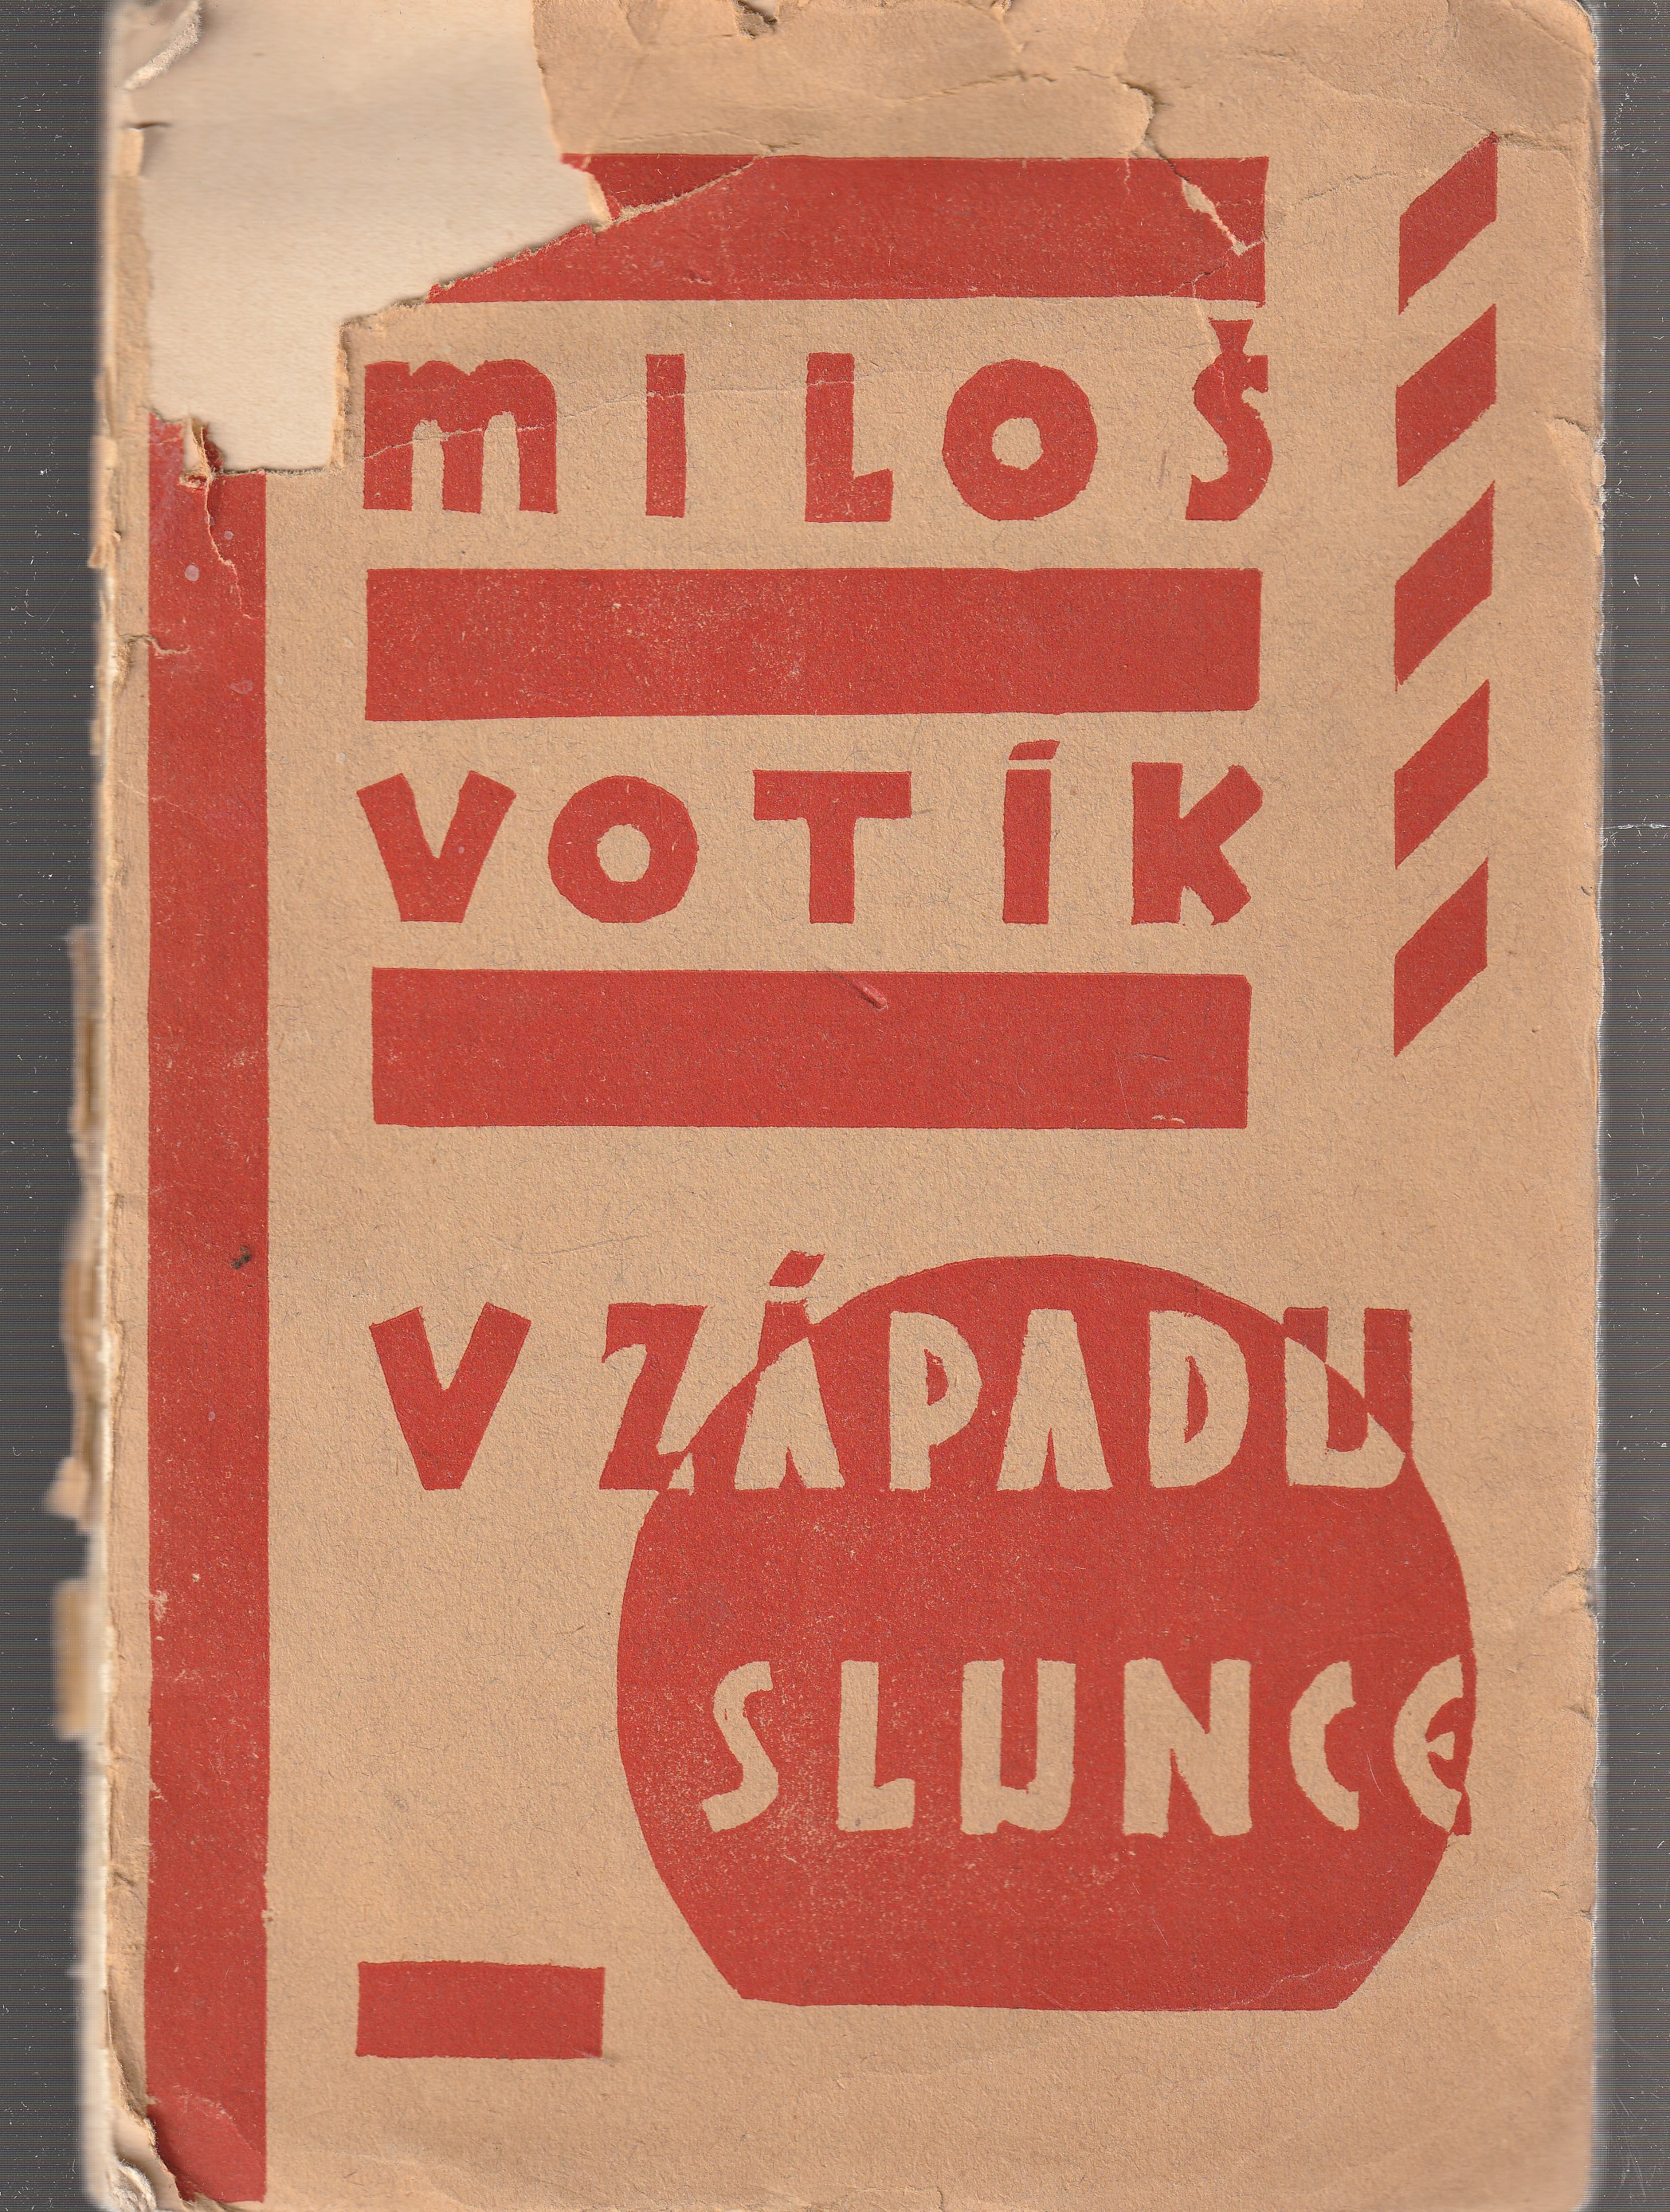 MILOŠ
VOTÍK
V ZÁPADU
SLUNCE